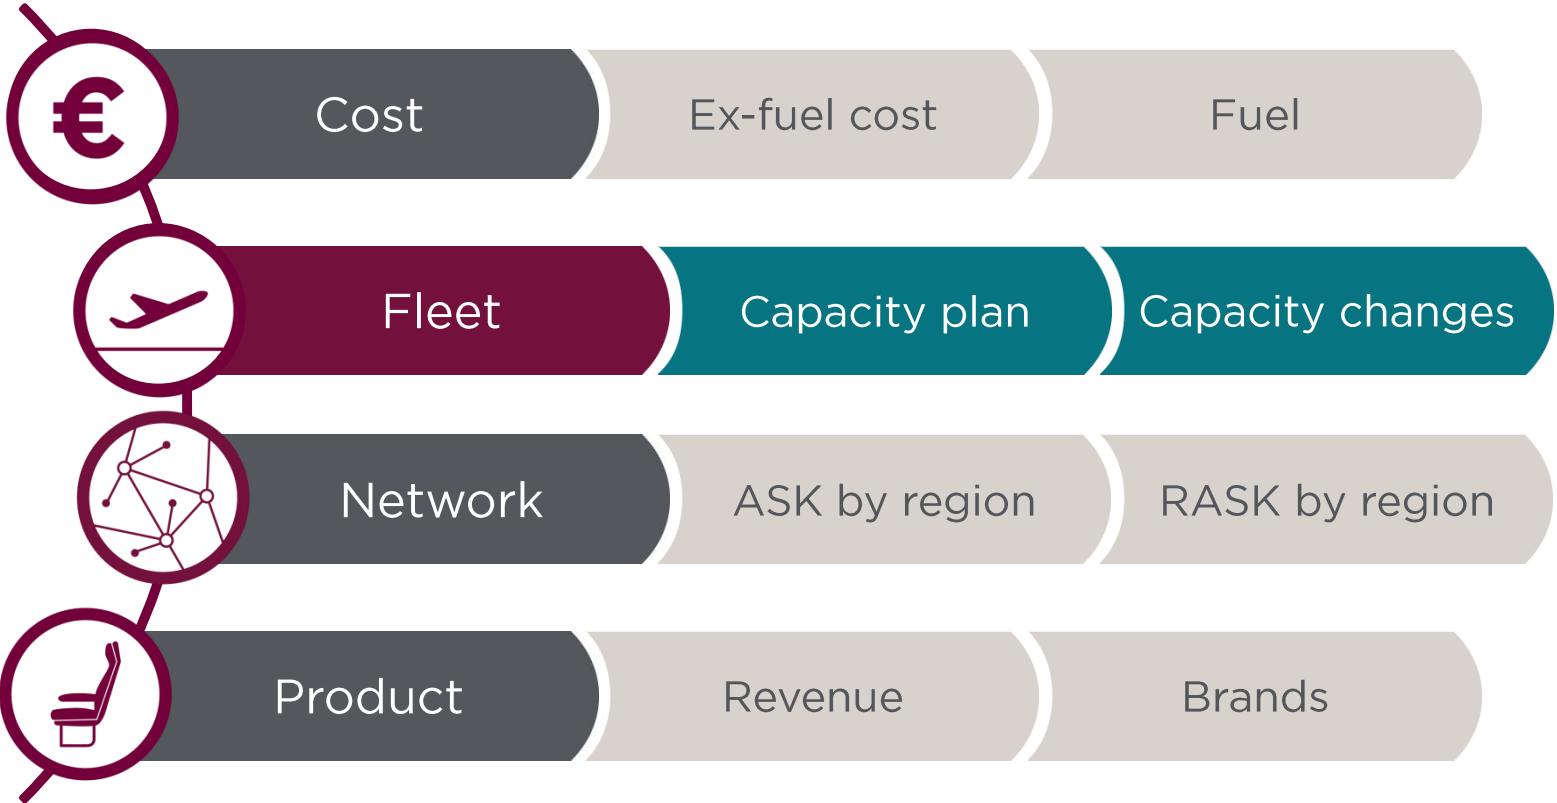 €
Cost
Ex-fuel cost
Fuel
Fleet
Capacity plan
Capacity changes
Network
ASK by region
RASK by region
Product
Revenue
Brands